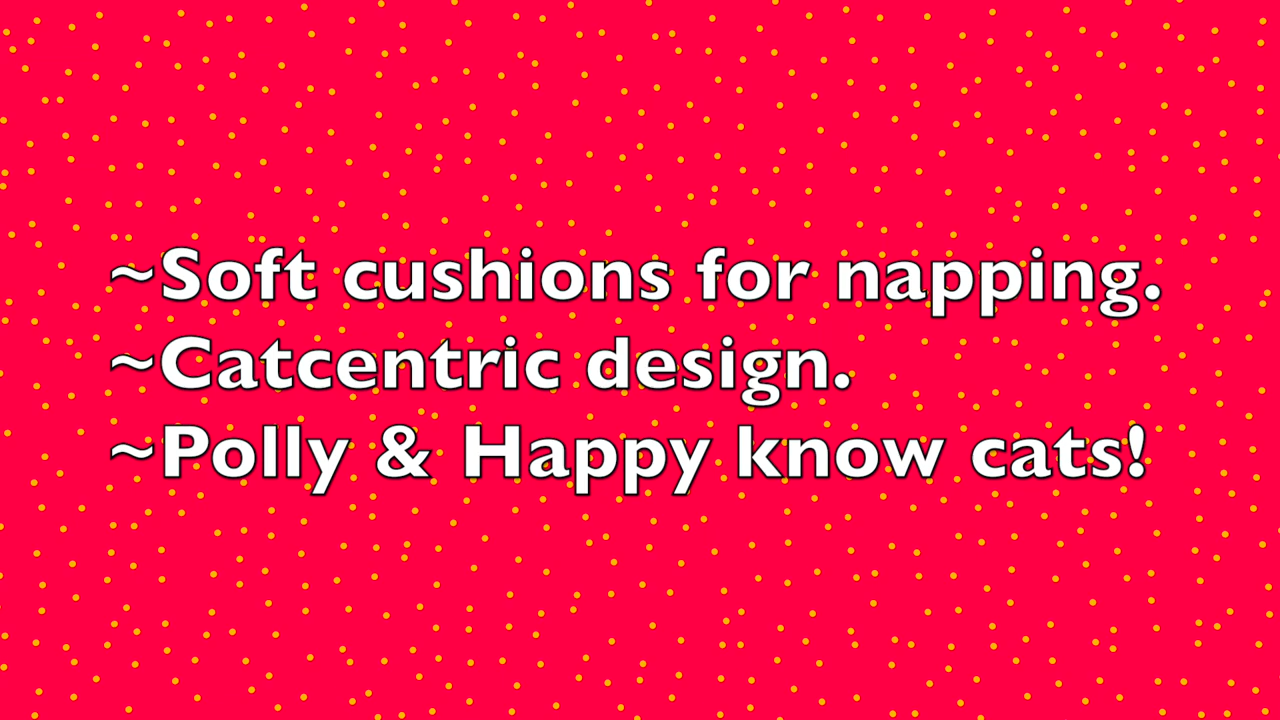 ~Soft cushions for napping.
~Catcentric design.
~Polly & Happy know cats!